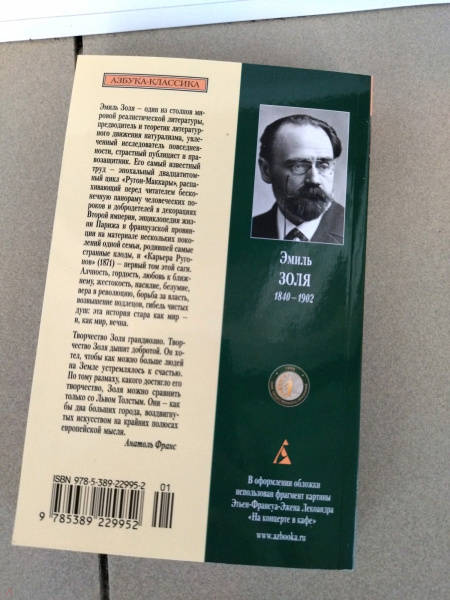 АЗБУКА-КЛАССИКА
Эмиль Золя — один из столпов ми-
ровой реалистической литературы,
предводитель и теоретик литератур-
ного движения натурализма, увле-
ченный исследователь повседнев-
ности, страстный публицист и пра-
возащитник. Его самый известный
труд — эпохальный двадцатитом-
ный цикл «Ругон-Маккары», распа-
хивающий перед читателем беско-
нечную панораму человеческих по-
роков и добродетелей в декорациях
Второй империи, энциклопедия жиз-
ни Парижа и французской провин-
ции на материале нескольких поко-
лений одной семьи, родившей самые
странные плоды, и «Карьера Руго-
нов» (1871) — первый том этой саги.
Алчность, гордость, любовь к ближ-
нему, жестокость, насилие, безумие,
вера в революцию, борьба за власть,
возвышение подлецов, гибель чистых
душ: эта история стара как мир —
и, как мир, вечна.
Творчество Золя грандиозно. Твор-
чество Золя дышит добротой. Он хо-
тел, чтобы как можно больше людей
на Земле устремлялось к счастью.
По тому размаху, какого достигло его
творчество, Золя можно сравнить
только со Львом Толстым. Они — как
бы два больших города, воздвигну-
тых искусством на крайних полюсах
европейской мысли.
Анатоль Франс
ISBN 978-5-389-22995-2
01
9 785389 229952
Эмиль
ЗОЛЯ
1840–1902
В оформлении обложки
использован фрагмент картины
Этьен-Франсуа-Эжена Лекоандра
«На концерте в кафе»
www.azbooka.ru